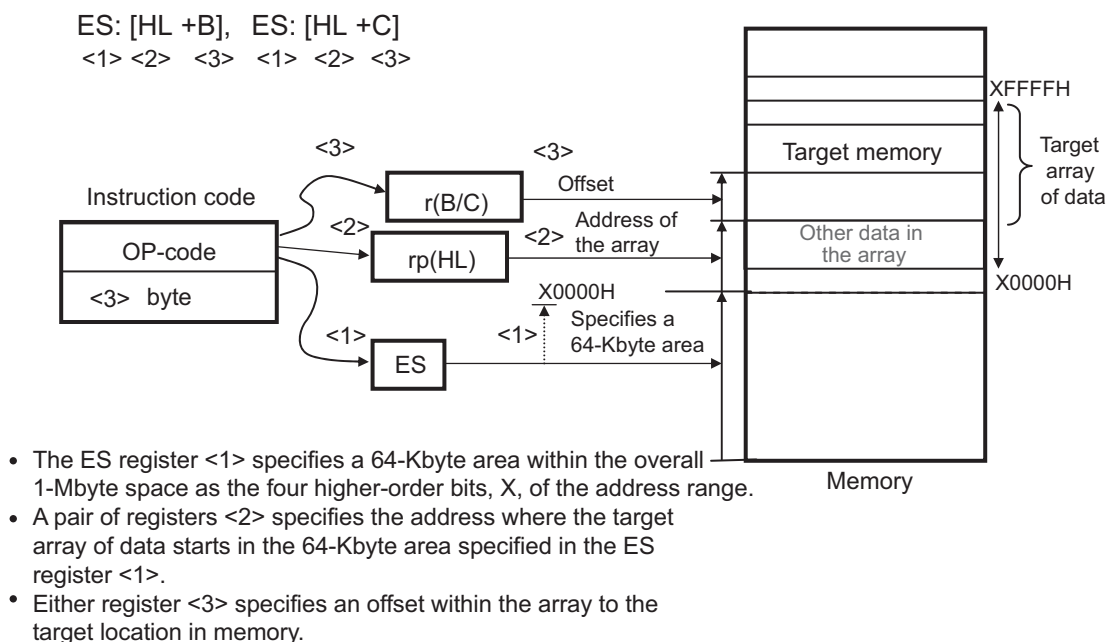 ES: [HL +B], ES: [HL +C]
<1> <2> <3> <1> <2> <3>
XFFFFH
Target
array
of data
Target memory
<3>
<3>
Instruction code
r(B/C)
Offset
OP-code
<2>
rp(HL)
<2>
Address of
the array
Other data in
the array
<3> byte
X0000H
X0000H
<1>
<1>
Specifies a
64-Kbyte area
ES
Memory
• The ES register <1> specifies a 64-Kbyte area within the overall
1-Mbyte space as the four higher-order bits, X, of the address range.
• A pair of registers <2> specifies the address where the target
array of data starts in the 64-Kbyte area specified in the ES
register <1>.
• Either register <3> specifies an offset within the array to the
target location in memory.